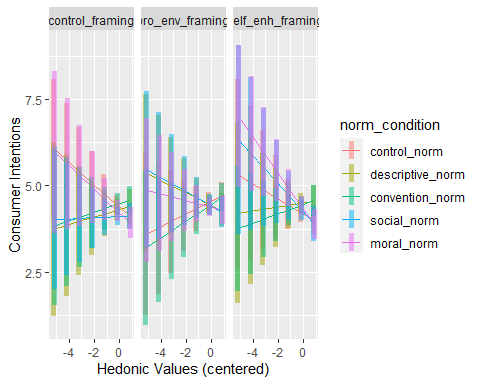 control_framing
ro_env_framing
elf_enh_framing
7.5
5.0
2.5
-4 -2 0
-4 -2 0
-4 -2 0
Consumer Intentions
Hedonic Values (centered)
norm_condition
control_norm
descriptive_norm
convention_norm
social_norm
moral_norm